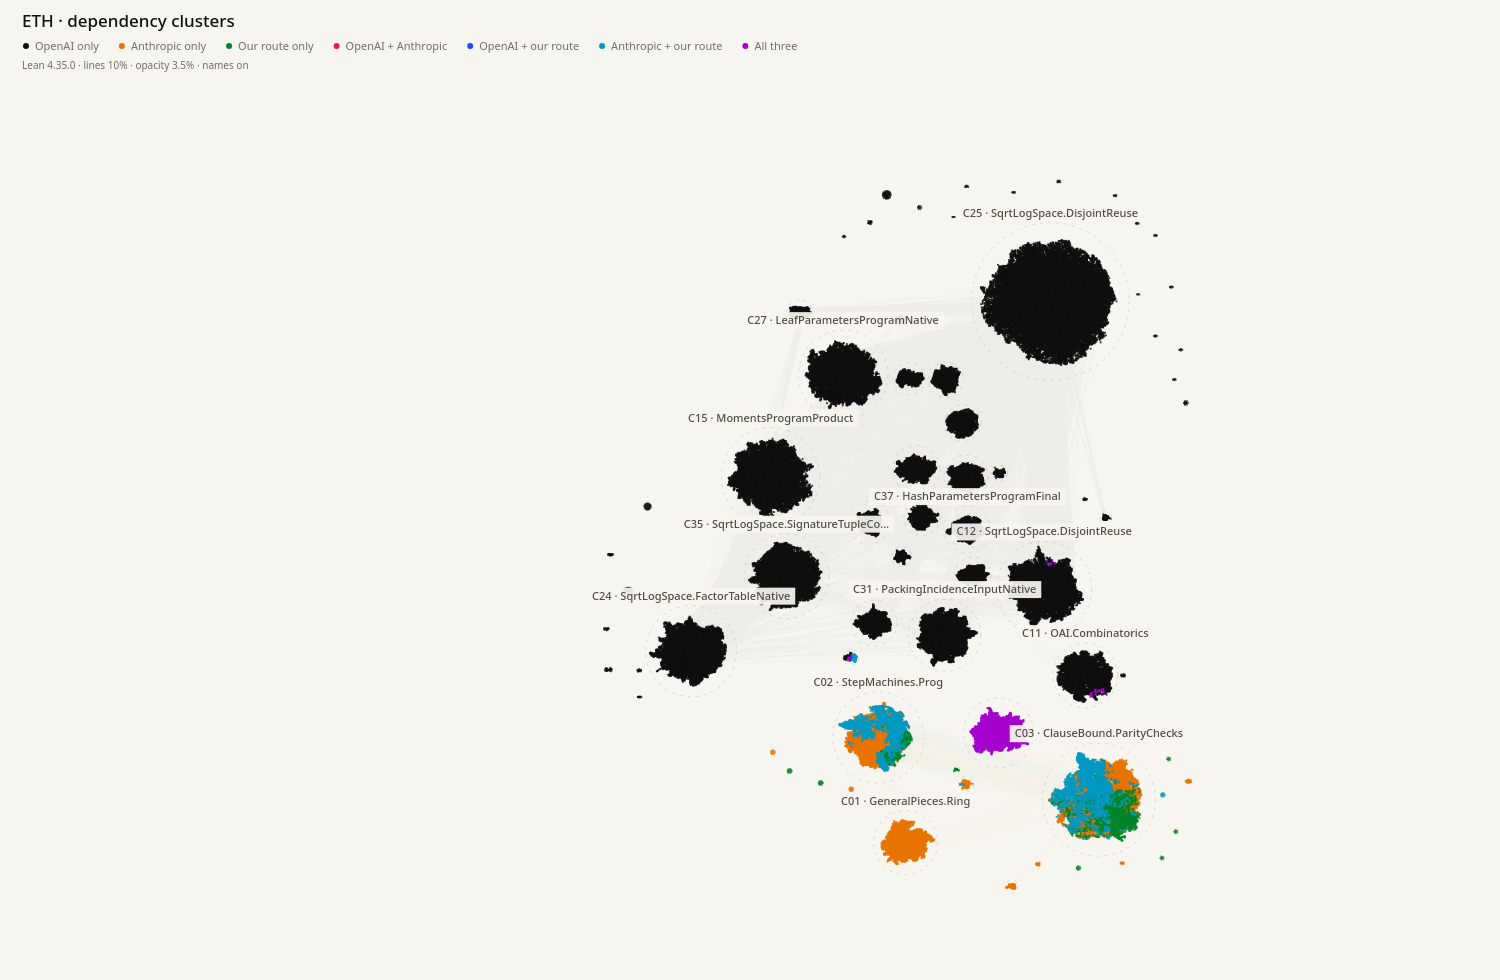 ETH · dependency clusters
OpenAI only
Anthropic only
Our route only
OpenAI + Anthropic
OpenAI + our route
Anthropic + our route
All three
Lean 4.35.0 · lines 10% · opacity 3.5% · names on
C25 · SqrtLogSpace.DisjointReuse
C27 · LeafParametersProgramNative
C15 · MomentsProgramProduct
C37 · HashParametersProgramFinal
C35 · SqrtLogSpace.SignatureTupleCo...
C12 · SqrtLogSpace.DisjointReuse
C31 · PackingIncidenceInputNative
C24 · SqrtLogSpace.FactorTableNative
C11 · OAI.Combinatorics
C02 · StepMachines.Prog
C03 · ClauseBound.ParityChecks
C01 · GeneralPieces.Ring